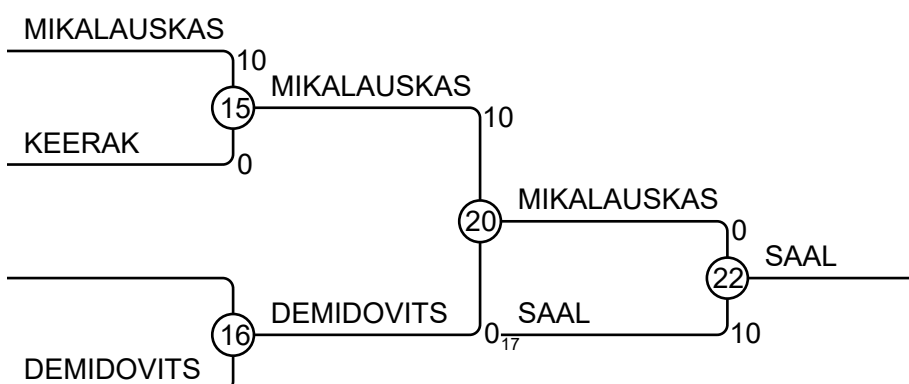 MIKALAUSKAS
10
15
MIKALAUSKAS
KEERAK
0
10
20
MIKALAUSKAS
0
22
SAAL
16
DEMIDOVITS
DEMIDOVITS
0
17
SAAL
10